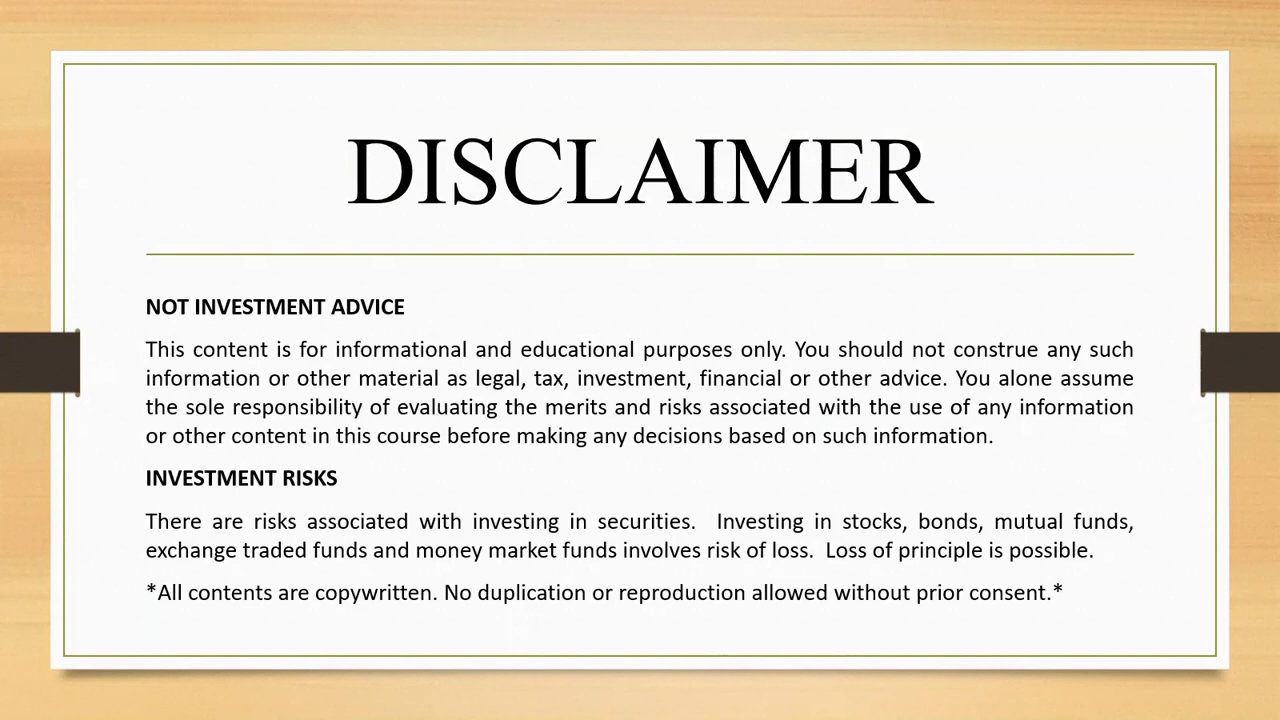 DISCLAIMER
NOT INVESTMENT ADVICE
This content is for informational and educational purposes only. You should not construe any such
information or other material as legal, tax, investment, financial or other advice. You alone assume
the sole responsibility of evaluating the merits and risks associated with the use of any information
or other content in this course before making any decisions based on such information.
INVESTMENT RISKS
There are risks associated with investing in securities.  Investing in stocks, bonds, mutual funds,
exchange traded funds and money market funds involves risk of loss.  Loss of principle is possible.
*All contents are copywritten. No duplication or reproduction allowed without prior consent.*